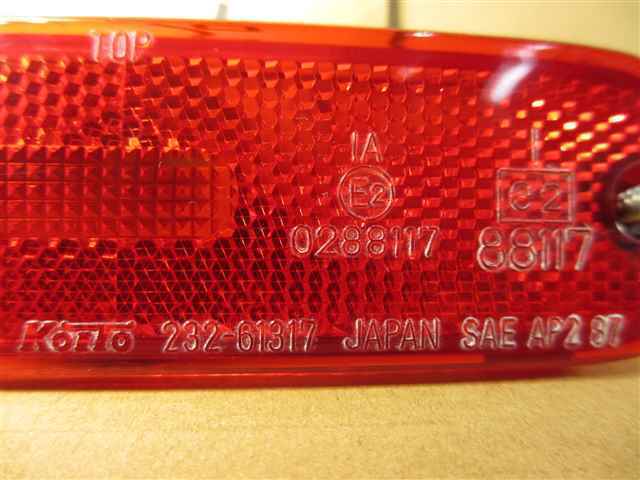 TOP
IA I
E2 e2
0288117 88117
KOITO 232-61317 JAPAN SAE AP2 87